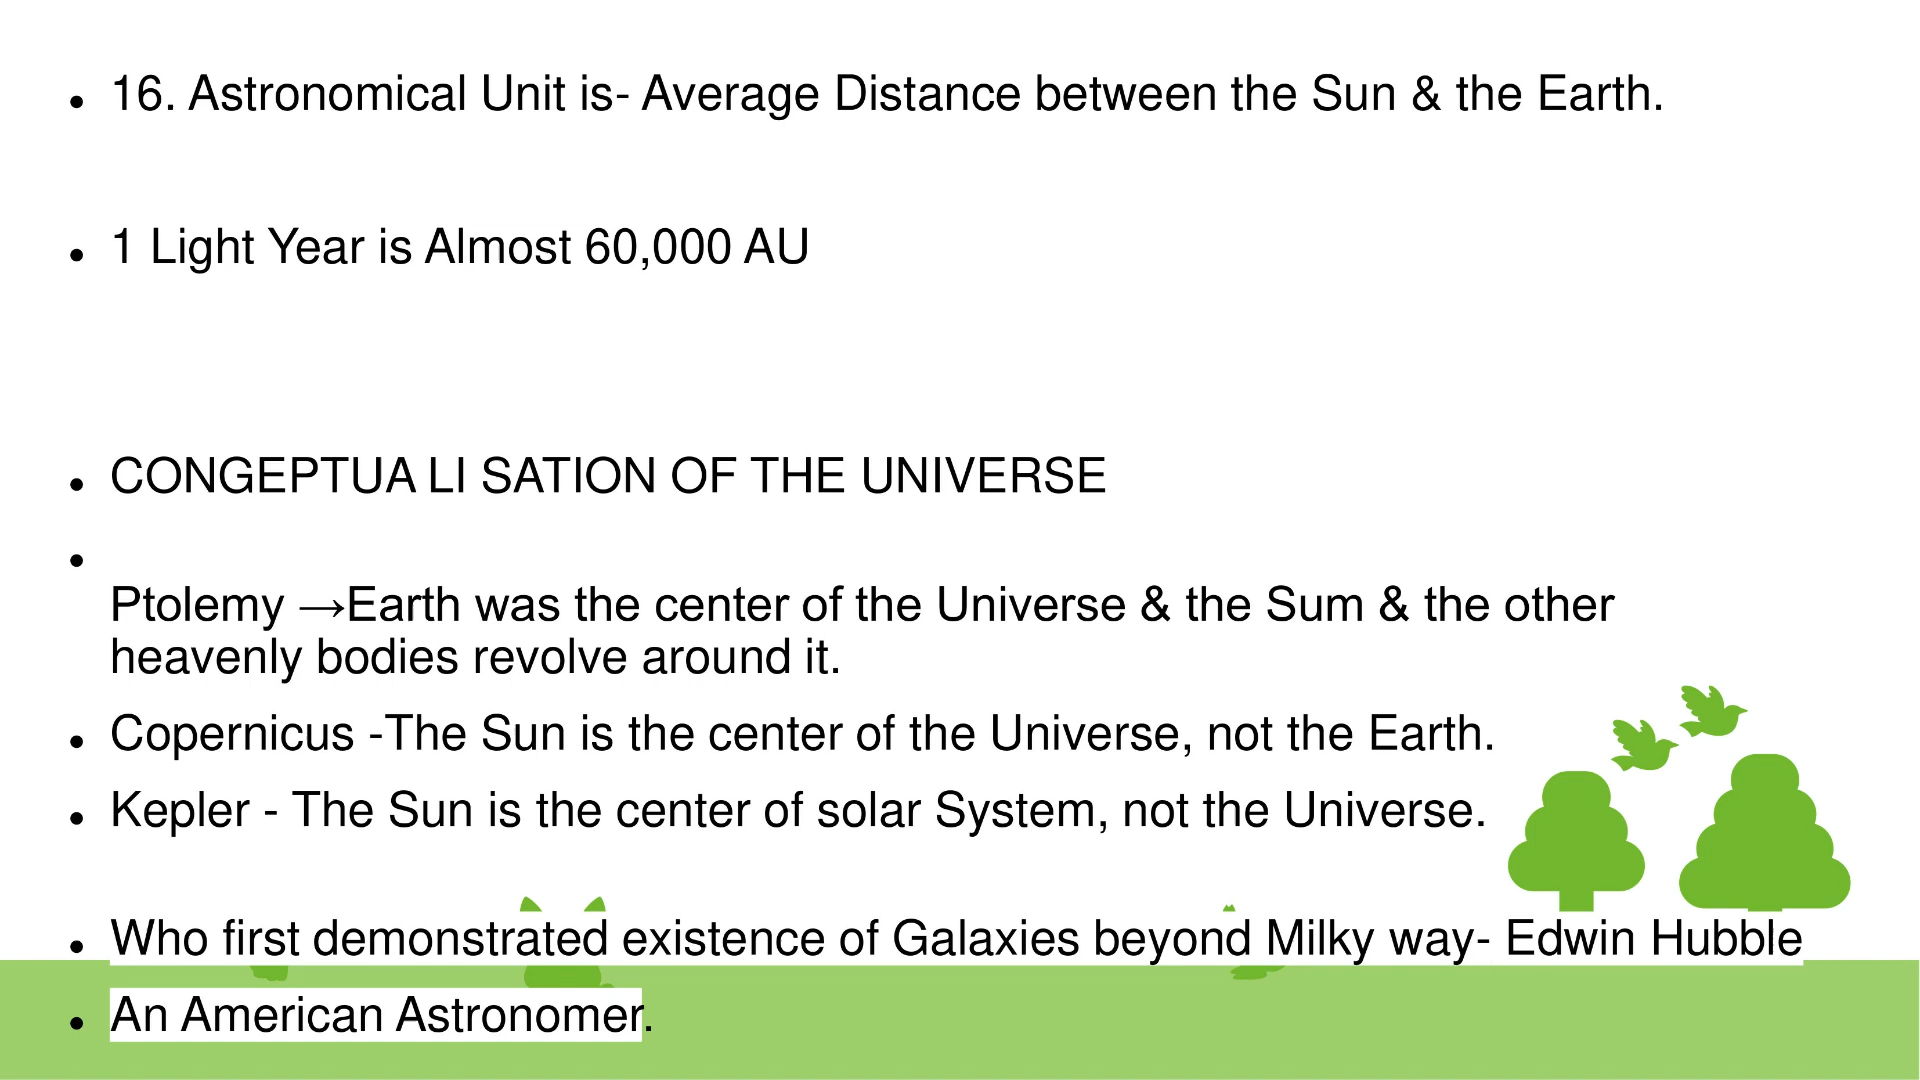 • 16. Astronomical Unit is- Average Distance between the Sun & the Earth.
• 1 Light Year is Almost 60,000 AU
• CONGEPTUA LI SATION OF THE UNIVERSE
•
Ptolemy →Earth was the center of the Universe & the Sum & the other
heavenly bodies revolve around it.
• Copernicus -The Sun is the center of the Universe, not the Earth.
• Kepler - The Sun is the center of solar System, not the Universe.
• Who first demonstrated existence of Galaxies beyond Milky way- Edwin Hubble
• An American Astronomer.